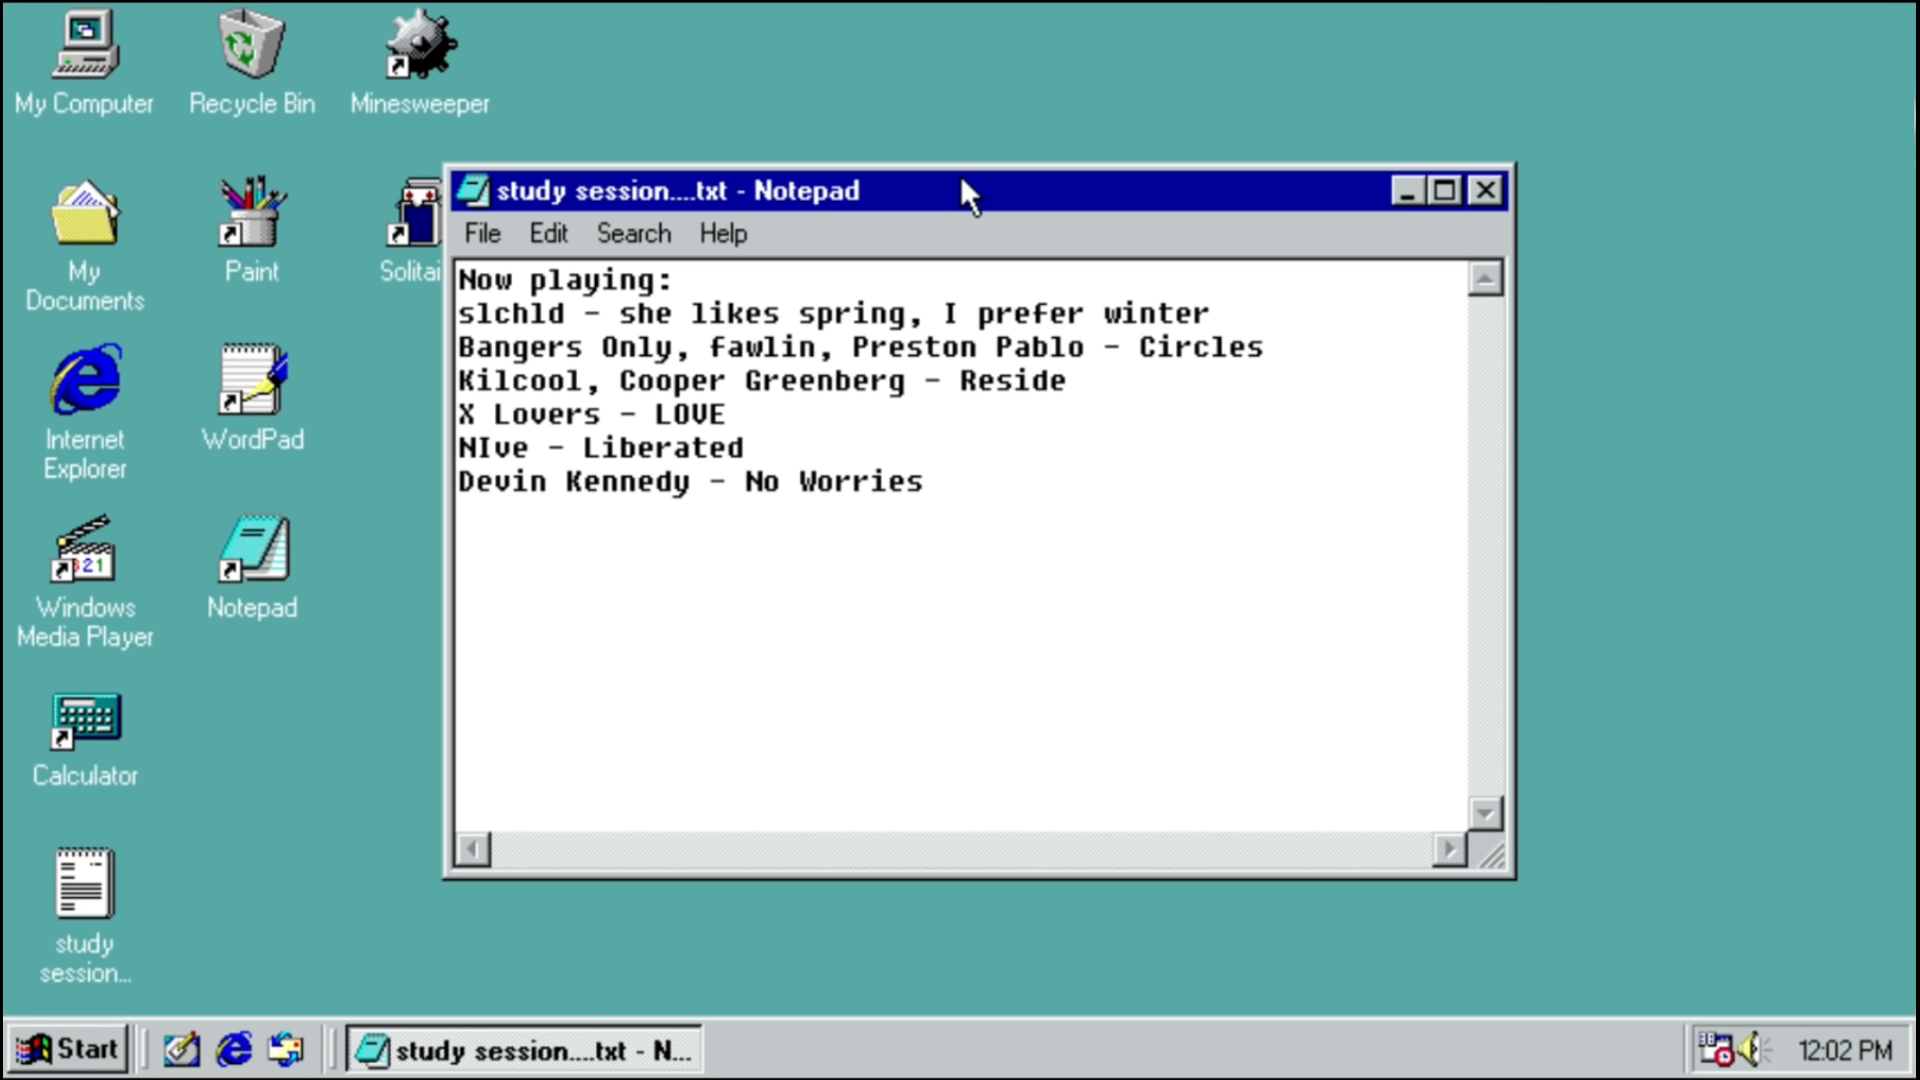 My Computer
Recycle Bin
Minesweeper
My
Documents
Paint
Solitai
Internet
Explorer
WordPad
Windows
Media Player
321
Notepad
Calculator
study
session...
study session....txt - Notepad
File Edit Search Help
Now playing:
slchld - she likes spring, I prefer winter
Bangers Only, fawlin, Preston Pablo - Circles
Kilcool, Cooper Greenberg - Reside
X Lovers - LOVE
NIve - Liberated
Devin Kennedy - No Worries
Start
study session....txt - N...
12:02 PM